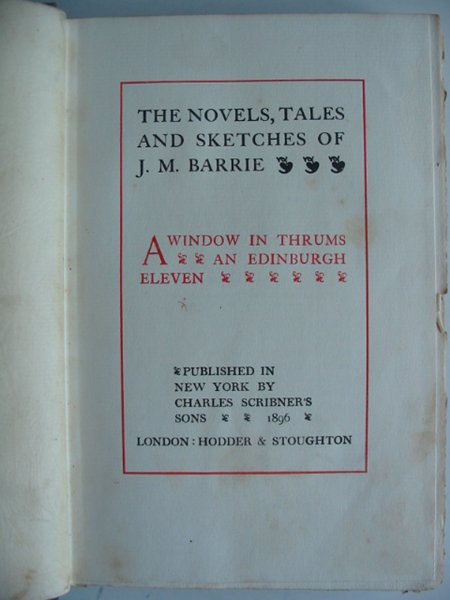 THE NOVELS, TALES
AND SKETCHES OF
J. M. BARRIE
A WINDOW IN THRUMS
AN EDINBURGH
ELEVEN
PUBLISHED IN
NEW YORK BY
CHARLES SCRIBNER'S
SONS 1896
LONDON: HODDER & STOUGHTON